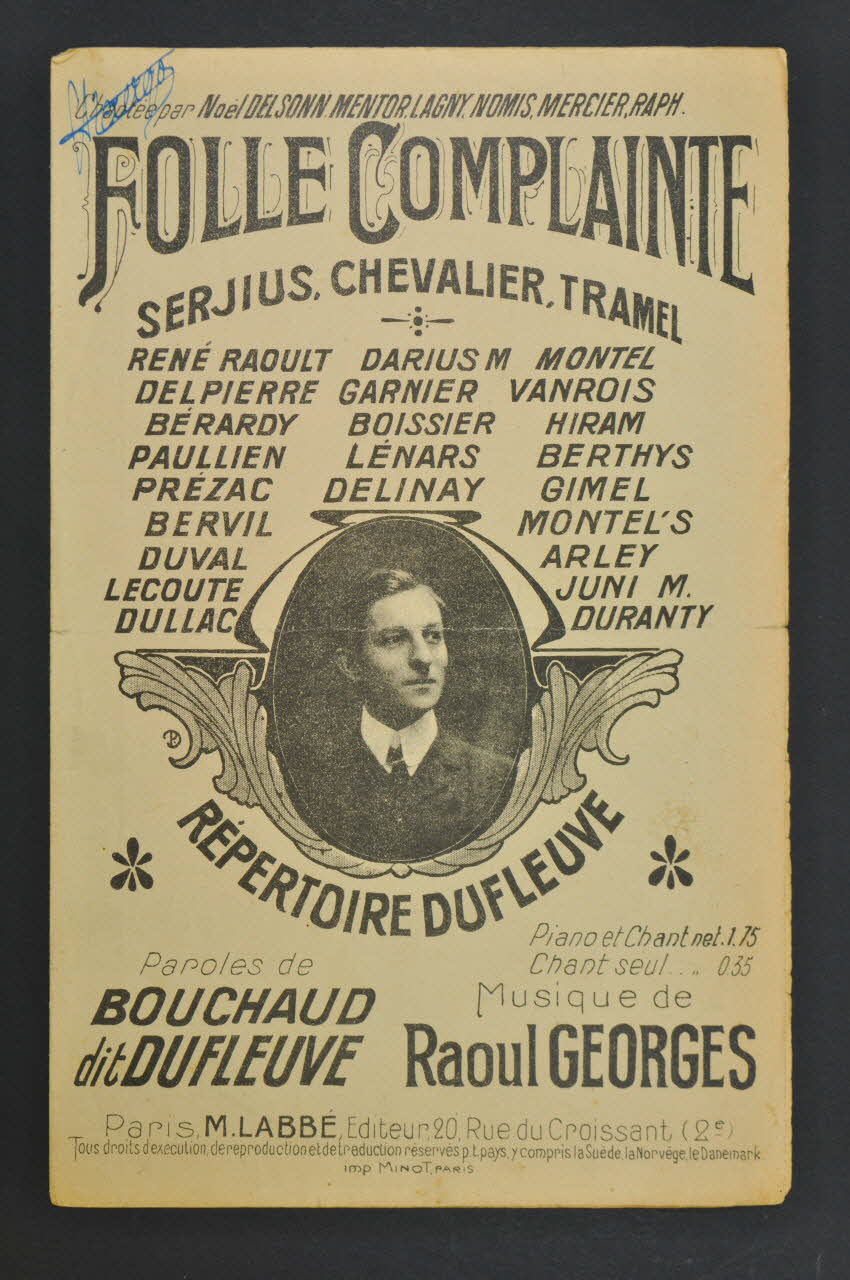 Chantée par Noël DELSONN, MENTOR, LAGNY, NOMIS, MERCIER, RAPH.
FOLLE COMPLAINTE
SERJIUS, CHEVALIER, TRAMEL
RENÉ RAOULT DARIUS M MONTEL
DELPIERRE GARNIER VANROIS
BÉRARDY BOISSIER HIRAM
PAULLIEN LÉNARS BERTHYS
PRÉZAC DELINAY GIMEL
BERVIL MONTEL'S
DUVAL ARLEY
LECOUTE JUNI M.
DULLAC DURANTY
RÉPERTOIRE DUFLEUVE
Piano et Chant net. 1.75
Chant seul . . „ 0.35
Paroles de
BOUCHAUD
dit DUFLEUVE
Musique de
Raoul GEORGES
Paris, M. LABBÉ, Editeur, 20, Rue du Croissant (2e)
Tous droits d'exécution, de reproduction et de traduction réservés p. t. pays, y compris la Suède, la Norvège, le Danemark
imp MINOT, PARIS